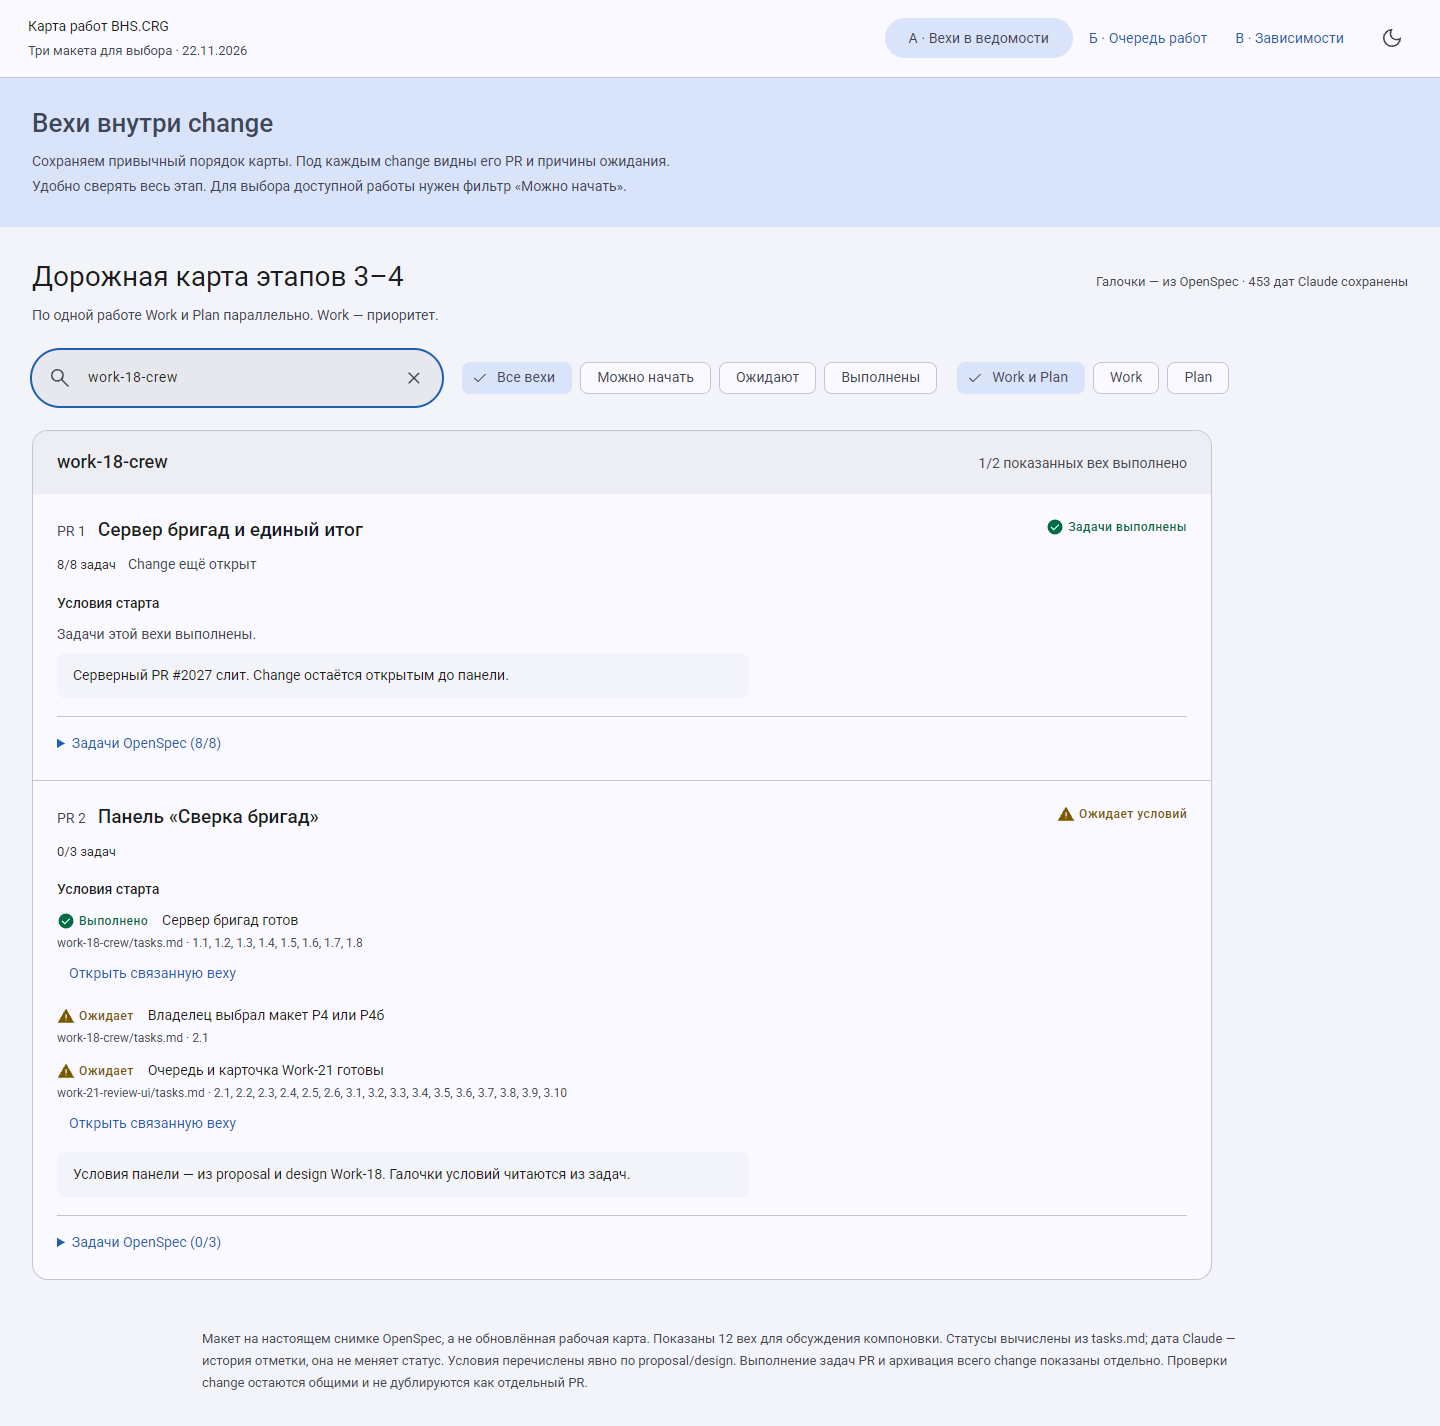 Карта работ BHS.CRG
Три макета для выбора · 22.11.2026
А · Вехи в ведомости
Б · Очередь работ
В · Зависимости
Вехи внутри change
Сохраняем привычный порядок карты. Под каждым change видны его PR и причины ожидания.
Удобно сверять весь этап. Для выбора доступной работы нужен фильтр «Можно начать».
Дорожная карта этапов 3–4
Галочки — из OpenSpec · 453 дат Claude сохранены
По одной работе Work и Plan параллельно. Work — приоритет.
work-18-crew
Все вехи
Можно начать
Ожидают
Выполнены
Work и Plan
Work
Plan
work-18-crew
1/2 показанных вех выполнено
PR 1 Сервер бригад и единый итог
Задачи выполнены
8/8 задач Change ещё открыт
Условия старта
Задачи этой вехи выполнены.
Серверный PR #2027 слит. Change остаётся открытым до панели.
Задачи OpenSpec (8/8)
PR 2 Панель «Сверка бригад»
Ожидает условий
0/3 задач
Условия старта
Выполнено Сервер бригад готов
work-18-crew/tasks.md · 1.1, 1.2, 1.3, 1.4, 1.5, 1.6, 1.7, 1.8
Открыть связанную веху
Ожидает Владелец выбрал макет Р4 или Р4б
work-18-crew/tasks.md · 2.1
Ожидает Очередь и карточка Work-21 готовы
work-21-review-ui/tasks.md · 2.1, 2.2, 2.3, 2.4, 2.5, 2.6, 3.1, 3.2, 3.3, 3.4, 3.5, 3.6, 3.7, 3.8, 3.9, 3.10
Открыть связанную веху
Условия панели — из proposal и design Work-18. Галочки условий читаются из задач.
Задачи OpenSpec (0/3)
Макет на настоящем снимке OpenSpec, а не обновлённая рабочая карта. Показаны 12 вех для обсуждения компоновки. Статусы вычислены из tasks.md; дата Claude —
история отметки, она не меняет статус. Условия перечислены явно по proposal/design. Выполнение задач PR и архивация всего change показаны отдельно. Проверки
change остаются общими и не дублируются как отдельный PR.